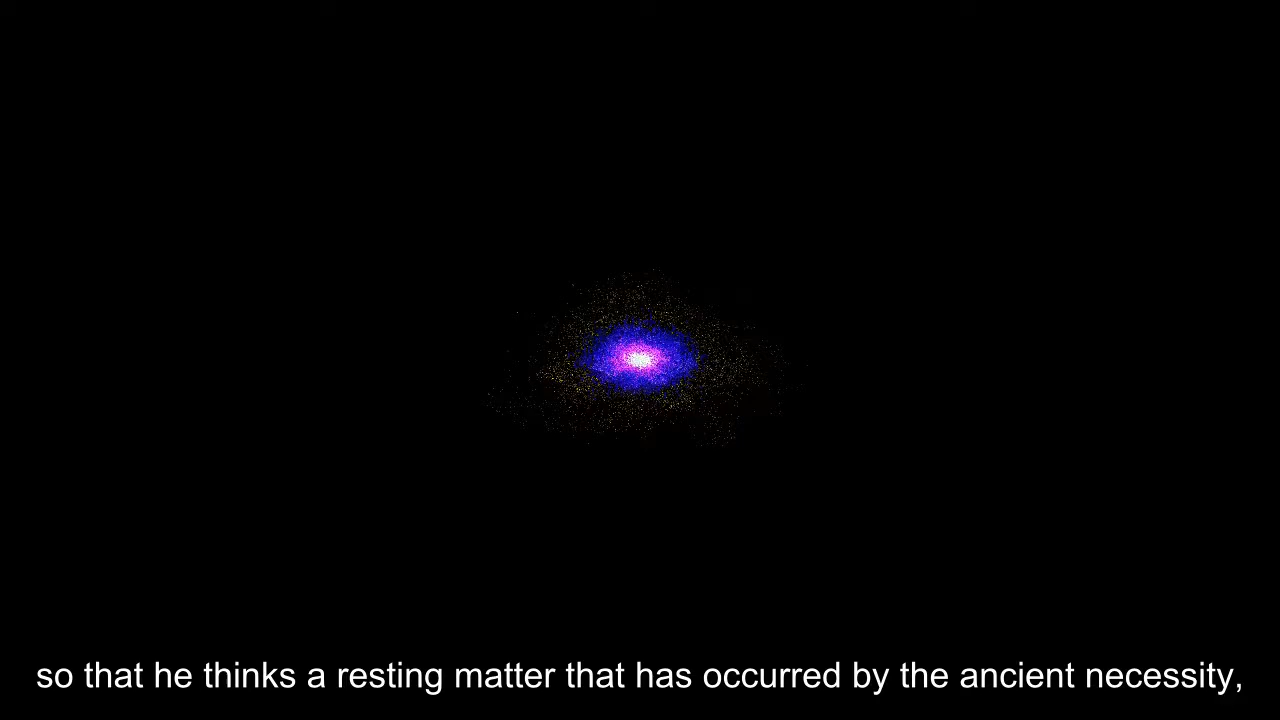 so that he thinks a resting matter that has occurred by the ancient necessity,